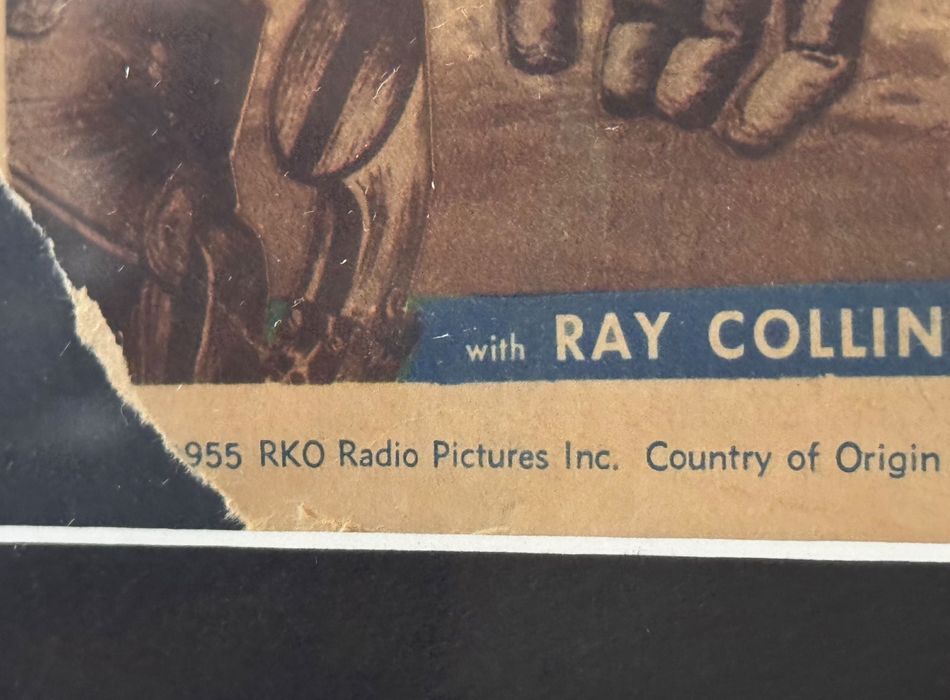 with RAY COLLIN
955 RKO Radio Pictures Inc. Country of Origin